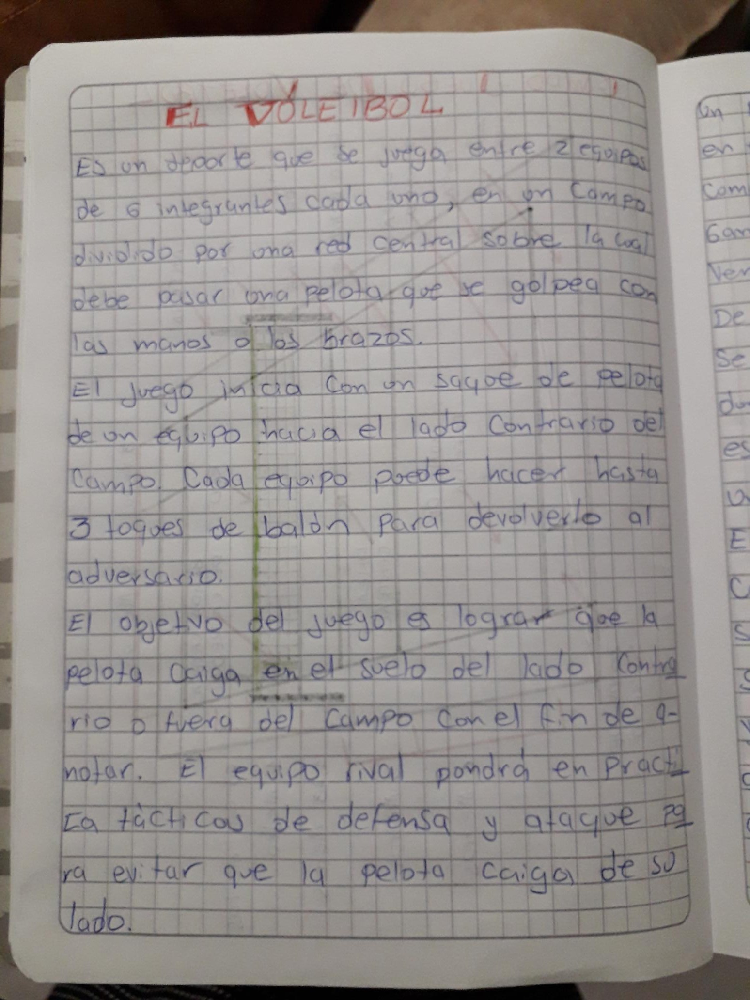 EL VÓLEIBOL
Es un deporte que se juega entre 2 equipos
de 6 integrantes cada uno, en un campo
dividido por una red central sobre la cual
debe pasar una pelota que se golpea con
las manos o los brazos.
El juego inicia con un saque de pelota
de un equipo hacia el lado contrario del
campo. Cada equipo puede hacer hasta
3 toques de balón para devolverlo al
adversario.
El objetvo del juego es lograr que la
pelota caiga en el suelo del lado contra
rio o fuera del campo con el fin de a-
notar. El equipo rival pondrá en practi
ca tácticas de defensa y ataque pa
ra evitar que la pelota caiga de su
lado.
en
com
Gan
Ver
De
Se
es
E
C
S